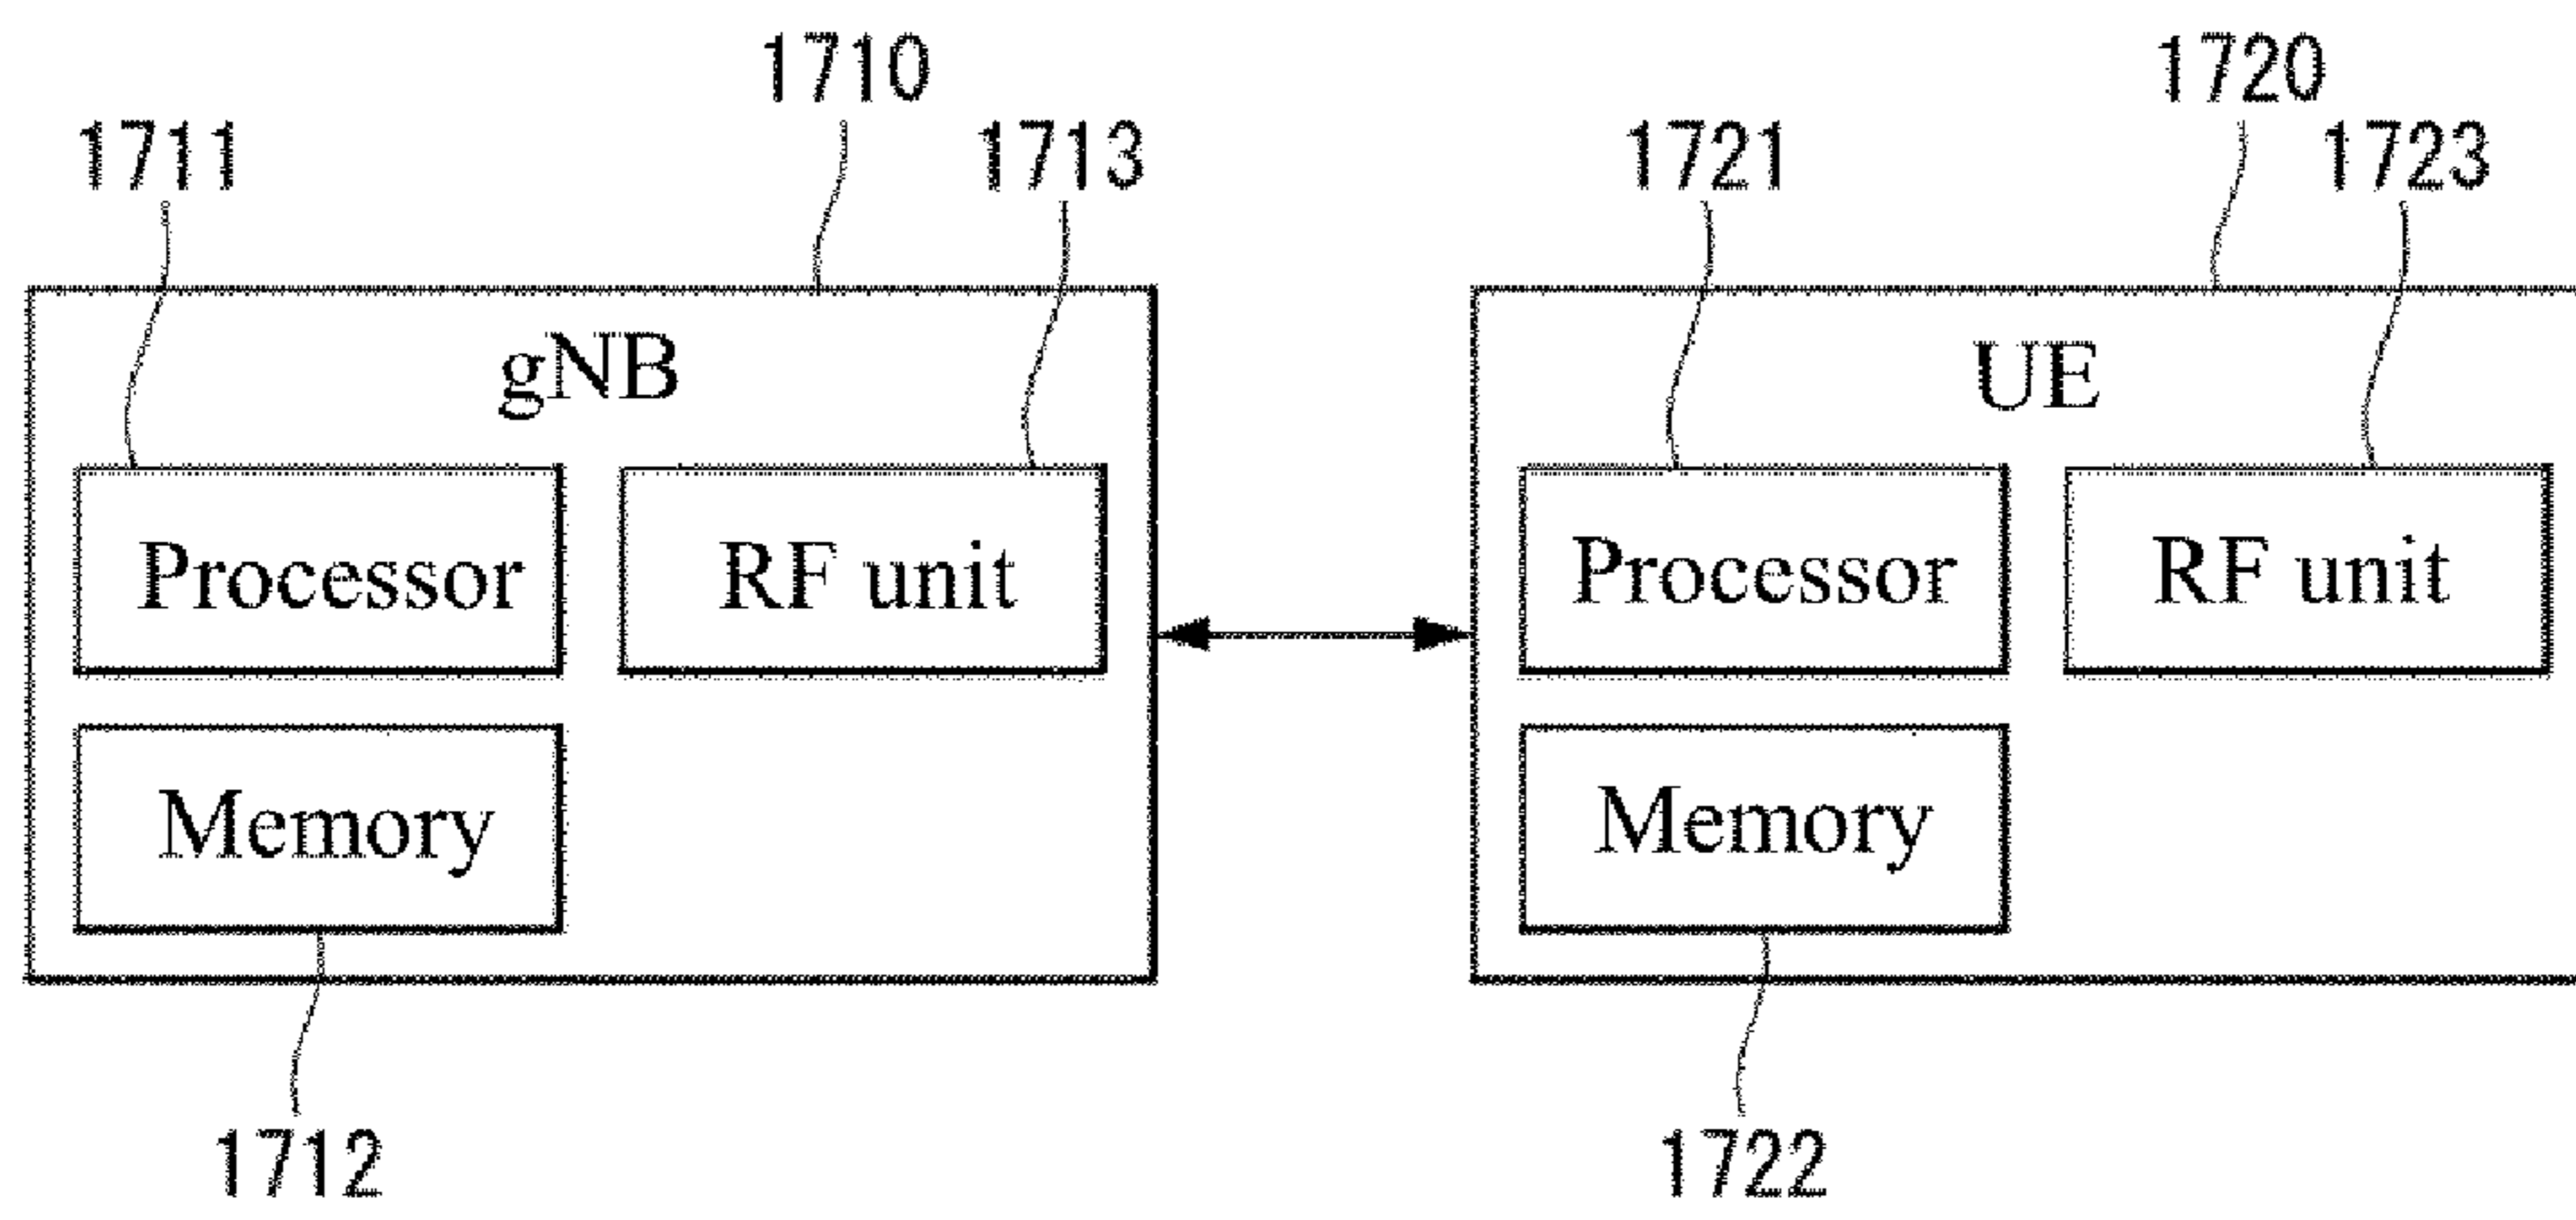 1710
1720
1711
1713
1721
1723
gNB
UE
Processor
RF unit
Processor
RF unit
Memory
Memory
1712
1722